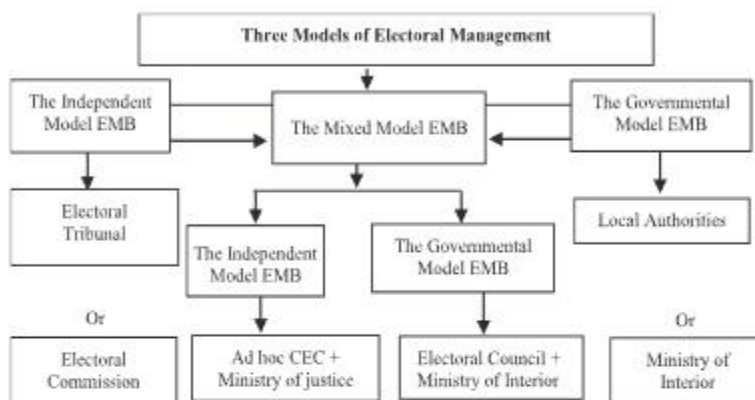 Three Models of Electoral Management
The Independent
Model EMB
The Mixed Model EMB
The Governmental
Model EMB
Electoral
Tribunal
The Independent
Model EMB
The Governmental
Model EMB
Local Authorities
Or
Electoral
Commission
Ad hoc CEC +
Ministry of justice
Electoral Council +
Ministry of Interior
Or
Ministry of
Interior